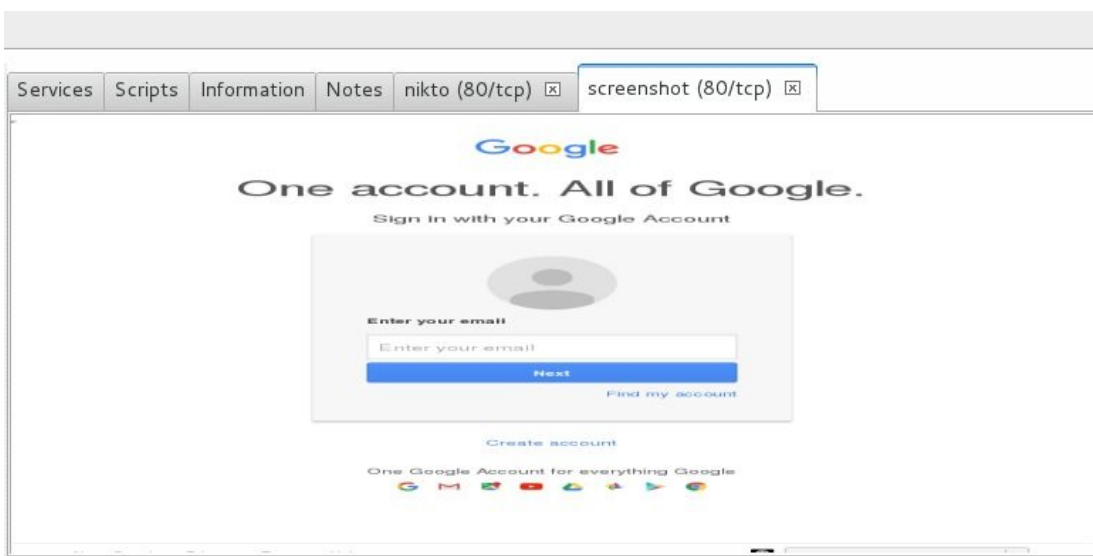 Services Scripts Information Notes nikto (80/tcp) screenshot (80/tcp)
Google
One account. All of Google.
Sign in with your Google Account
Enter your email
Enter your email
Next
Find my account
Create account
One Google Account for everything Google